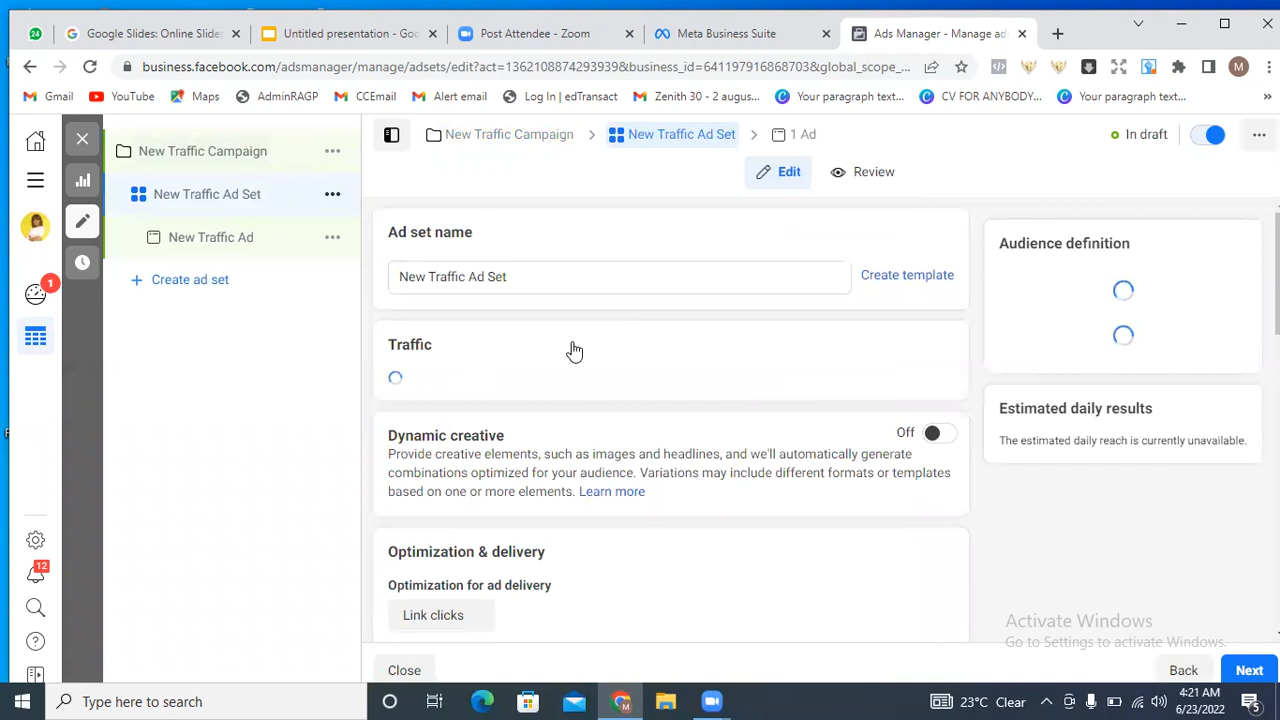 24
Google Slides: Online Slide
Untitled presentation - Goo
Post Attendee - Zoom
Meta Business Suite
Ads Manager - Manage ads
business.facebook.com/adsmanager/manage/adsets/edit?act=1362108874293939&business_id=641197916868703&global_scope_...
M
Gmail
YouTube
Maps
AdminRAGP
CCEmail
Alert email
Log In | edTransact
Zenith 30 - 2 augus...
Your paragraph text...
CV FOR ANYBODY...
Your paragraph text...
»
New Traffic Campaign
New Traffic Ad Set
1 Ad
In draft
Edit
Review
New Traffic Campaign
New Traffic Ad Set
New Traffic Ad
+ Create ad set
1
12
Ad set name
New Traffic Ad Set
Create template
Traffic
Dynamic creative
Off
Provide creative elements, such as images and headlines, and we'll automatically generate
combinations optimized for your audience. Variations may include different formats or templates
based on one or more elements. Learn more
Optimization & delivery
Optimization for ad delivery
Link clicks
Audience definition
Estimated daily results
The estimated daily reach is currently unavailable.
Activate Windows
Go to Settings to activate Windows.
Close
Back
Next
Type here to search
23°C Clear
4:21 AM
6/23/2022
5